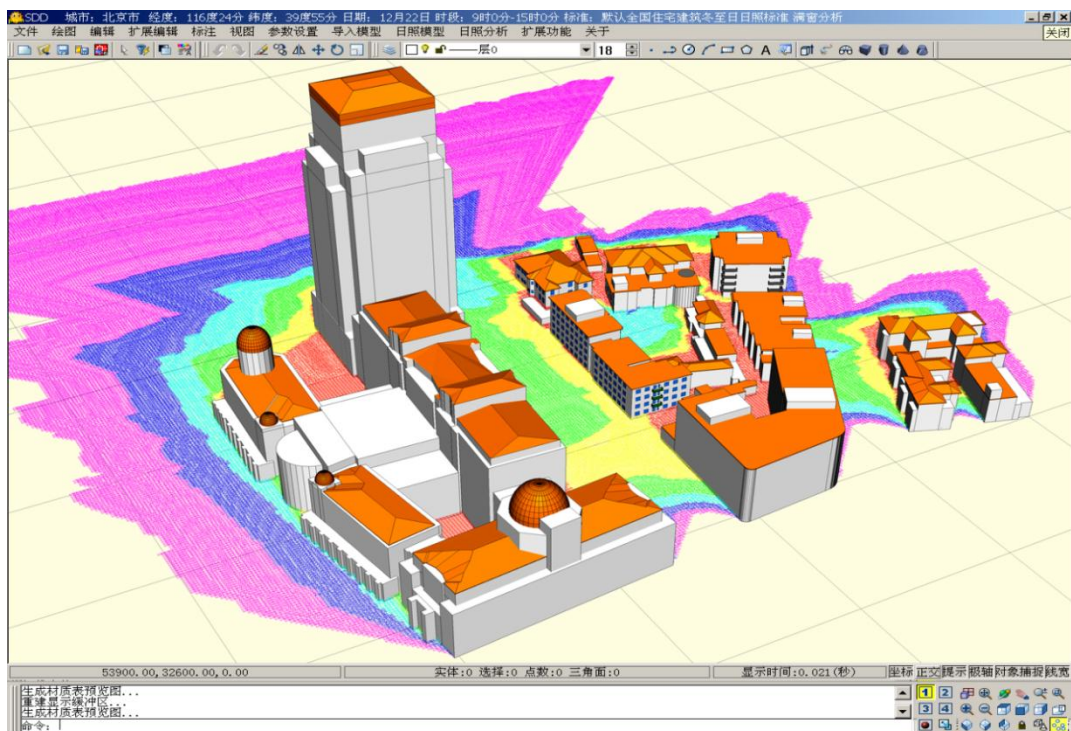 SDD 城市: 北京市 经度: 116度24分 纬度: 39度55分 日期: 12月22日 时段: 9时0分-15时0分 标准: 默认全国住宅建筑冬至日日照标准 满窗分析
文件 绘图 编辑 扩展编辑 标注 视图 参数设置 导入模型 日照模型 日照分析 扩展功能 关于
关闭
层0 18
A
53900.00,32600.00,0.00 实体:0 选择:0 点数:0 三角面:0 显示时间:0.021(秒) 坐标 正交 提示 眼轴 对象捕捉 线宽
生成材质表预览图...
重建显示缓冲区...
生成材质表预览图...
命令:
1 2
3 4